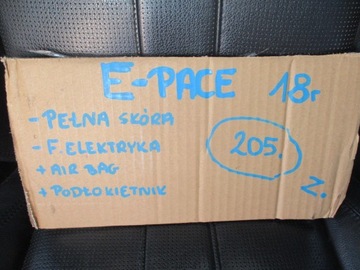 E-PACE 18r
- PEŁNA SKÓRA
- F. ELEKTRYKA
+ AIR BAG
+ PODŁOKIETNIK
205.
Z.